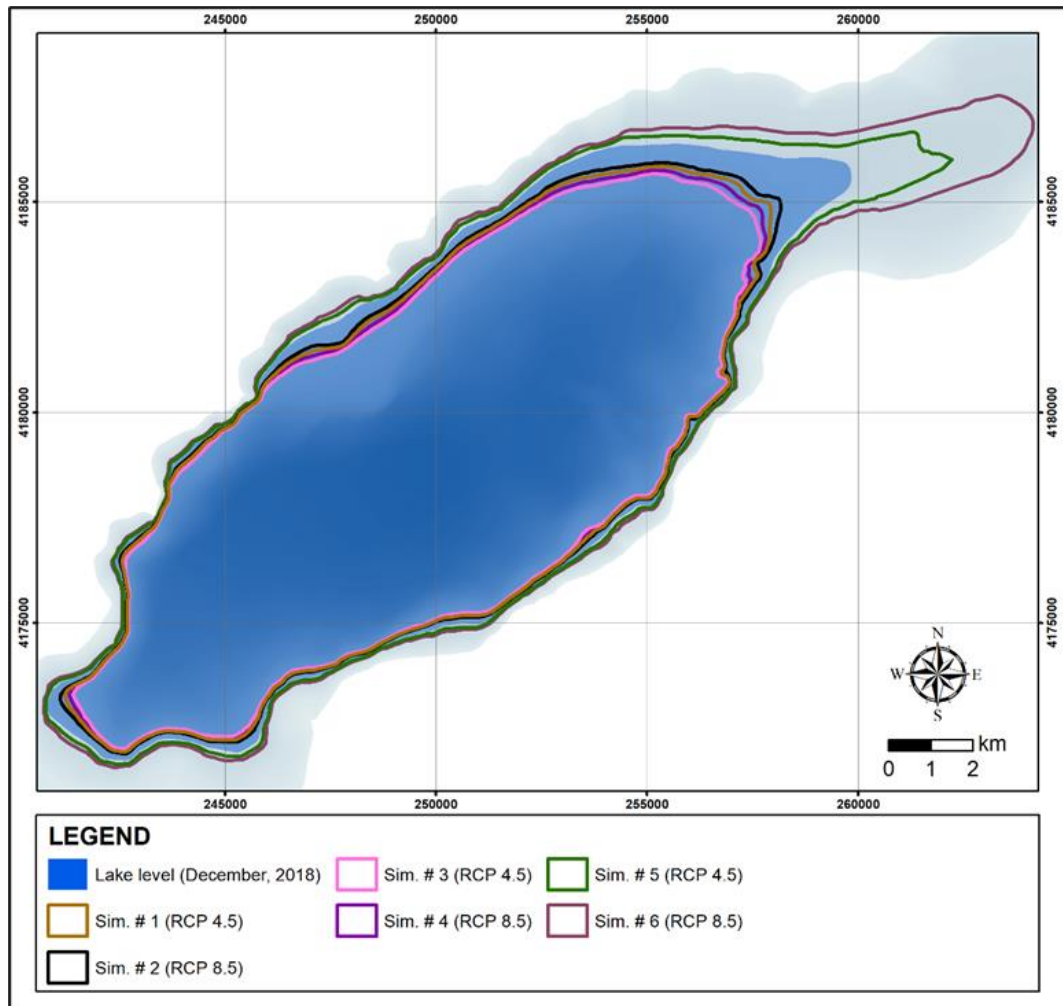 245000 250000 255000 260000
4185000 4185000
4180000 4180000
4175000 4175000
N
W E
S
km
0 1 2
245000 250000 255000 260000
LEGEND
Lake level (December, 2018) Sim. # 3 (RCP 4.5) Sim. # 5 (RCP 4.5)
Sim. # 1 (RCP 4.5) Sim. # 4 (RCP 8.5) Sim. # 6 (RCP 8.5)
Sim. # 2 (RCP 8.5)